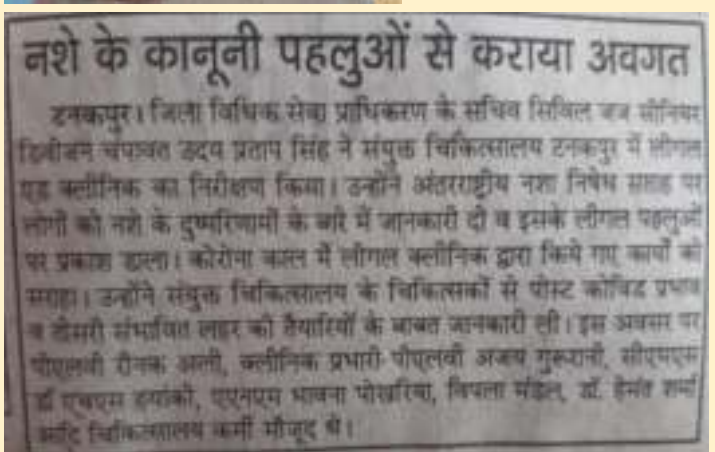 नशे के कानूनी पहलुओं से कराया अवगत
टनकपुर। जिला विधिक सेवा प्राधिकरण के सचिव सिविल जज सीनियर
डिवीजन चंपावत उदय प्रताप सिंह ने संयुक्त चिकित्सालय टनकपुर में लीगल
एड क्लीनिक का निरीक्षण किया। उन्होंने अंतरराष्ट्रीय नशा निषेध सप्ताह पर
लोगों को नशे के दुष्परिणामों के बारे में जानकारी दी व इसके लीगल पहलुओं
पर प्रकाश डाला। कोरोना काल में लीगल क्लीनिक द्वारा किये गए कार्यों को
सराहा। उन्होंने संयुक्त चिकित्सालय के चिकित्सकों से पोस्ट कोविड प्रभाव
व तीसरी संभावित लहर की तैयारियों के बाबत जानकारी ली। इस अवसर पर
पीएलवी रौनक अली, क्लीनिक प्रभारी पीएलवी अजय गुरूरानी, सीएमएस
डॉ एचएस ह्यांकी, एएनएम भावना पोखरिया, मंडल, डॉ. हेमंत शर्मा
आदि चिकित्सालय कर्मी मौजूद थे।